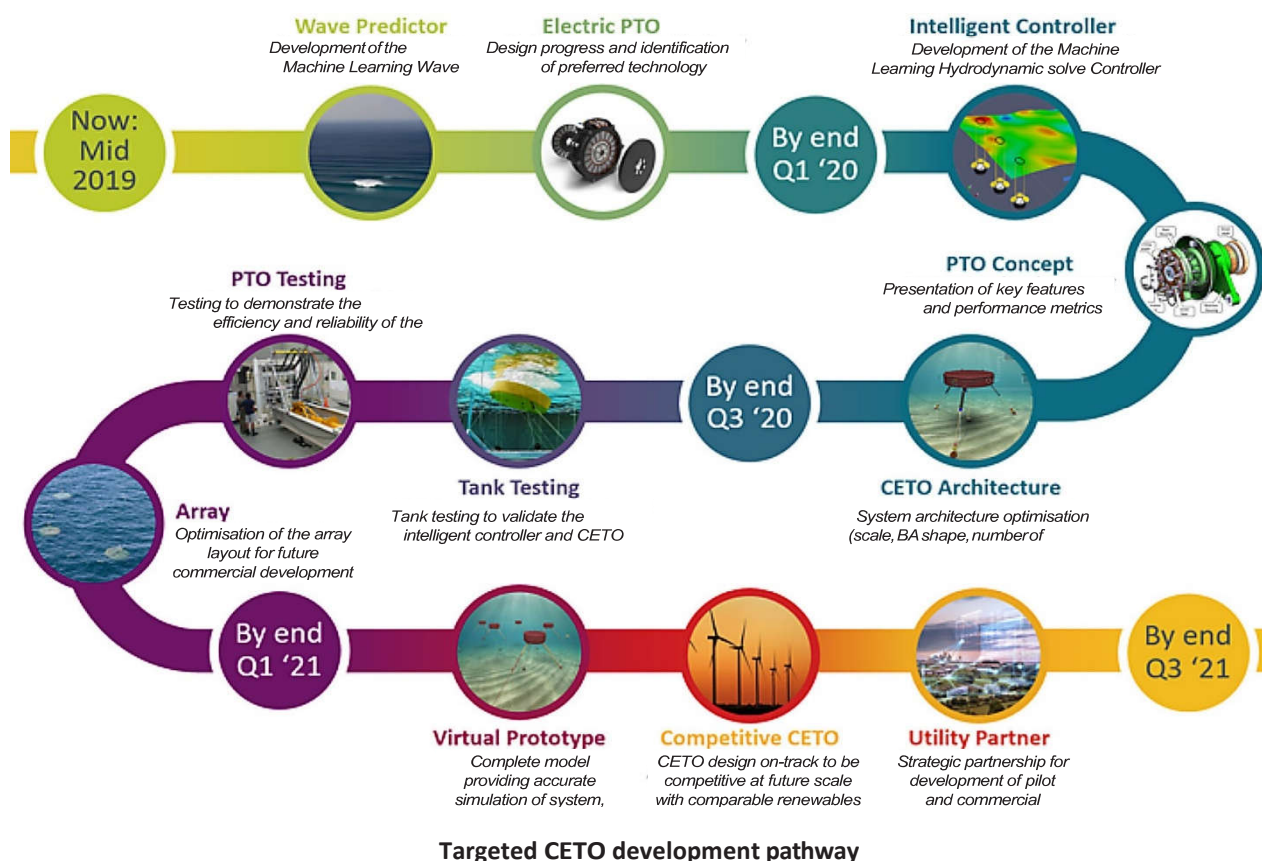 Wave Predictor
Development of the
Machine Learning Wave
Electric PTO
Design progress and identification
of preferred technology
Intelligent Controller
Development of the Machine
Learning Hydrodynamic solve Controller
Now:
Mid
2019
By end
Q1 ‘20
PTO Concept
Presentation of key features
and performance metrics
PTO Testing
Testing to demonstrate the
efficiency and reliability of the
By end
Q3 ‘20
CETO Architecture
System architecture optimisation
(scale, BA shape, number of
Tank Testing
Tank testing to validate the
intelligent controller and CETO
Array
Optimisation of the array
layout for future
commercial development
By end
Q1 ‘21
Virtual Prototype
Complete model
providing accurate
simulation of system,
Competitive CETO
CETO design on-track to be
competitive at future scale
with comparable renewables
Utility Partner
Strategic partnership for
development of pilot
and commercial
By end
Q3 ‘21
Targeted CETO development pathway